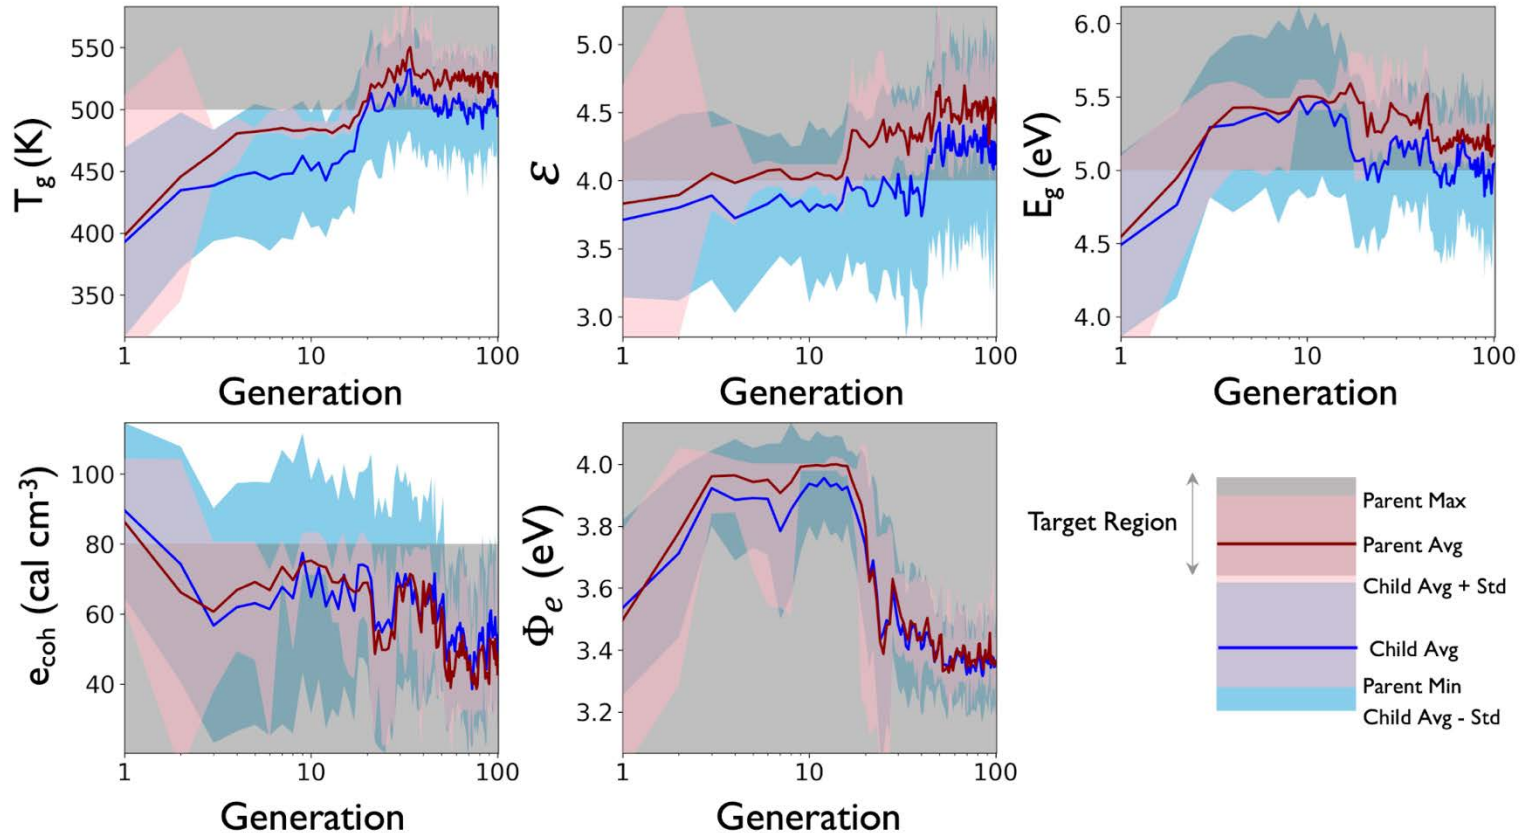 550
500
450
400
350
T_g (K)
1
10
100
Generation
5.0
4.5
4.0
3.5
3.0
ε
1
10
100
Generation
6.0
5.5
5.0
4.5
4.0
E_g (eV)
1
10
100
Generation
100
80
60
40
e_coh (cal cm⁻³)
1
10
100
Generation
4.0
3.8
3.6
3.4
3.2
Φ_e (eV)
1
10
100
Generation
Target Region
Parent Max
Parent Avg
Child Avg + Std
Child Avg
Parent Min
Child Avg - Std